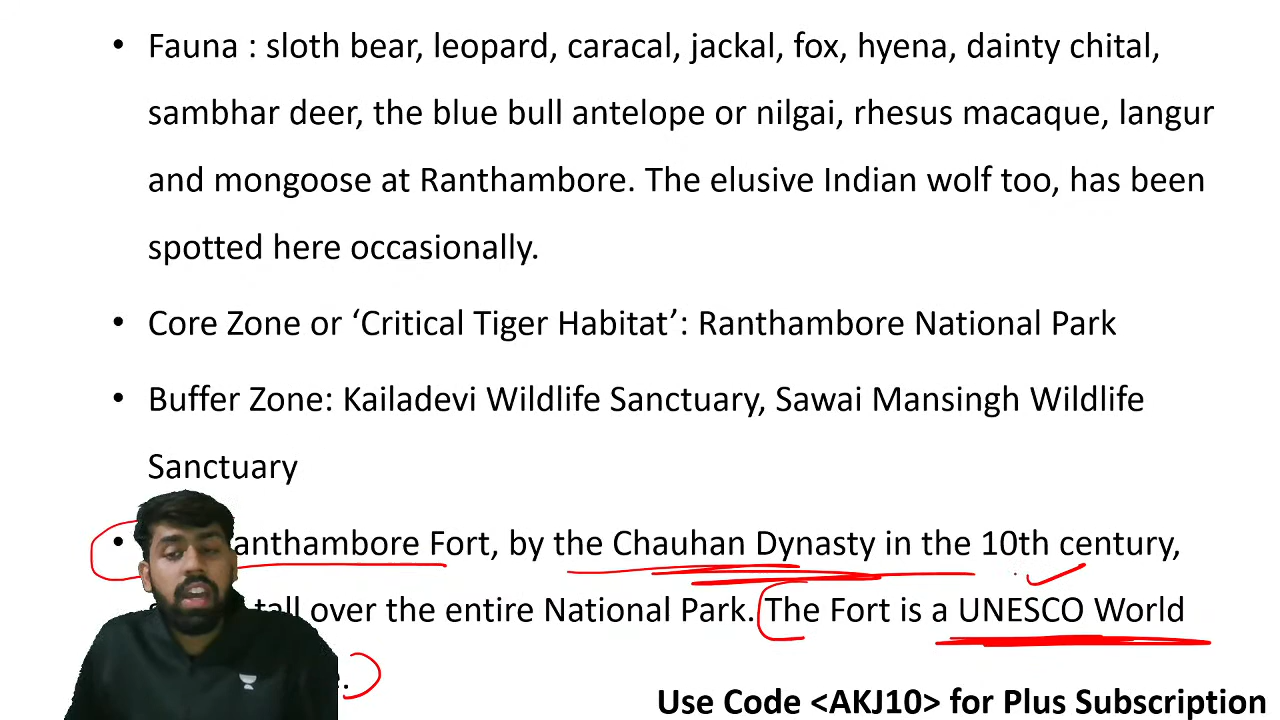 • Fauna : sloth bear, leopard, caracal, jackal, fox, hyena, dainty chital,
sambhar deer, the blue bull antelope or nilgai, rhesus macaque, langur
and mongoose at Ranthambore. The elusive Indian wolf too, has been
spotted here occasionally.
• Core Zone or ‘Critical Tiger Habitat’: Ranthambore National Park
• Buffer Zone: Kailadevi Wildlife Sanctuary, Sawai Mansingh Wildlife
Sanctuary
• anthambore Fort, by the Chauhan Dynasty in the 10th century,
tall over the entire National Park. The Fort is a UNESCO World
Use Code <AKJ10> for Plus Subscription